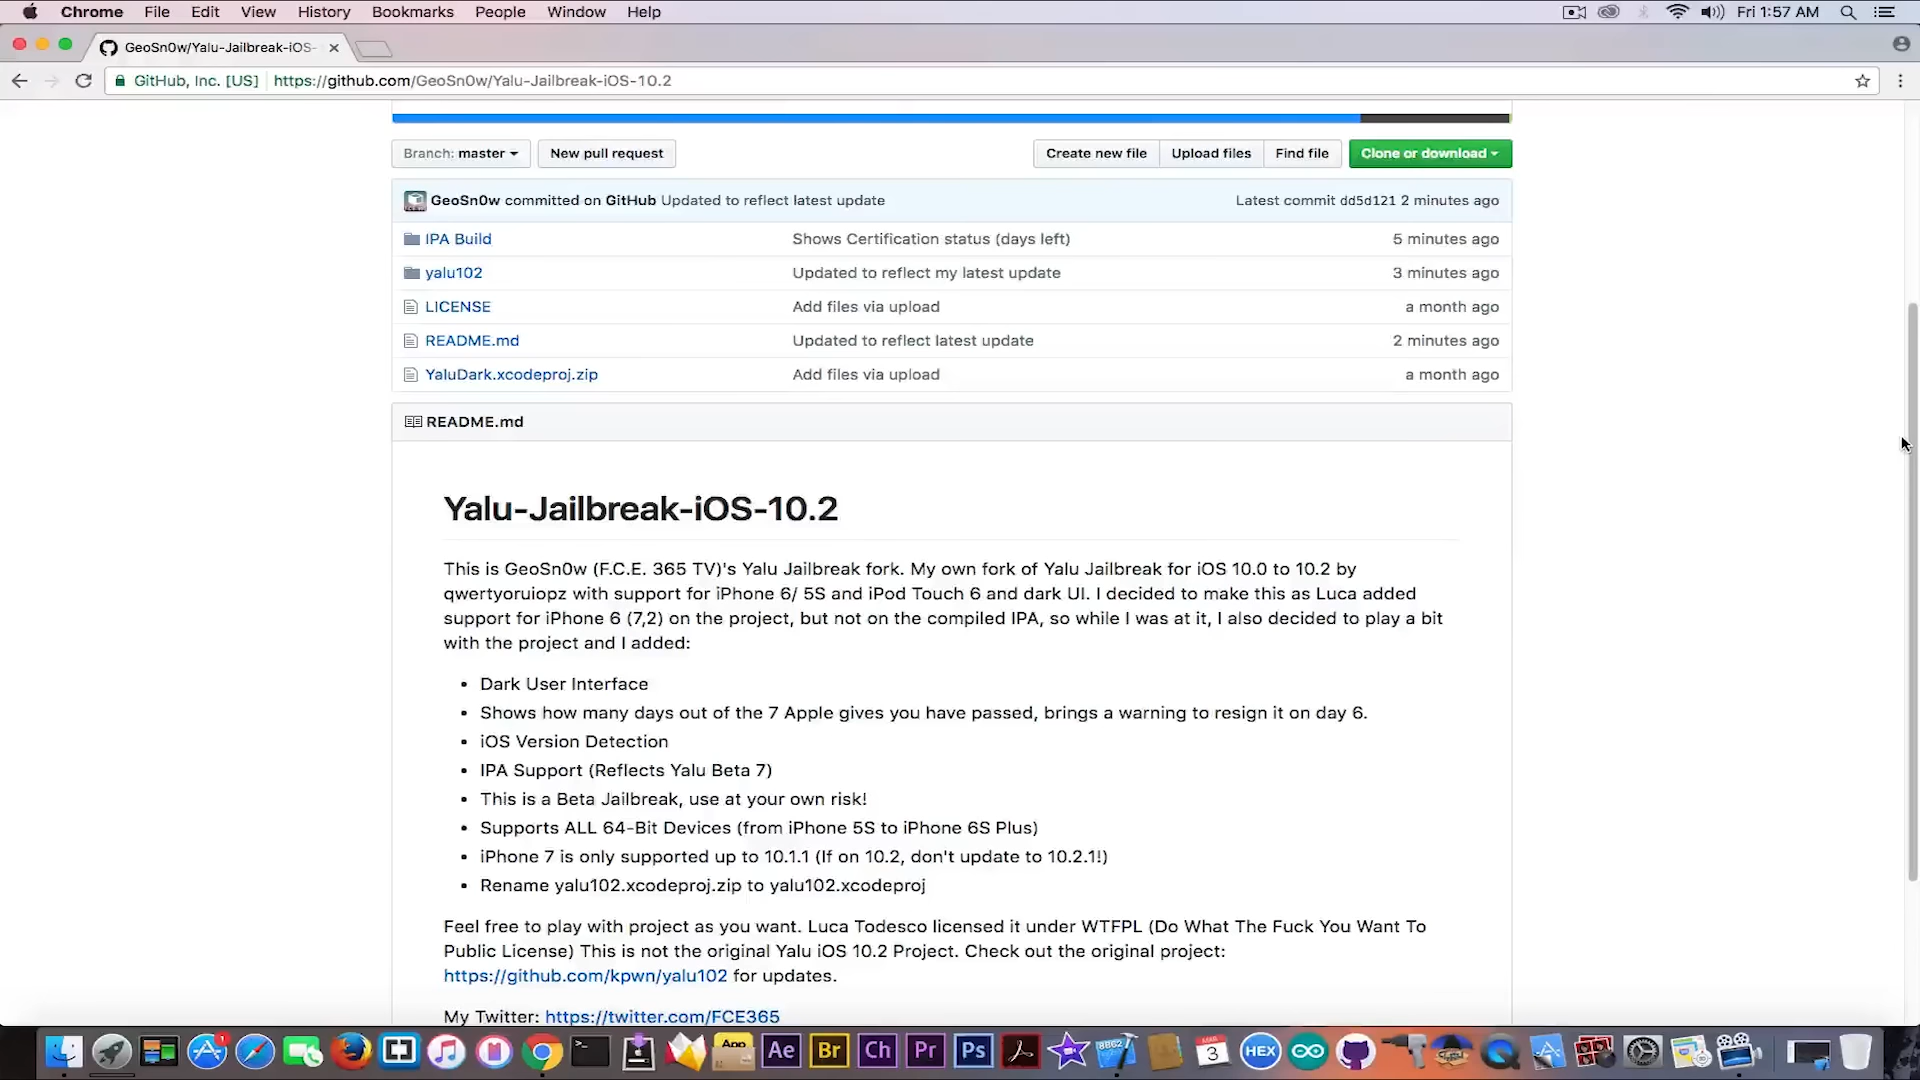 Chrome File Edit View History Bookmarks People Window Help Fri 1:57 AM
GeoSn0w/Yalu-Jailbreak-iOS-
GitHub, Inc. [US] https://github.com/GeoSn0w/Yalu-Jailbreak-iOS-10.2
Branch: master New pull request Create new file Upload files Find file Clone or download
GeoSn0w committed on GitHub Updated to reflect latest update Latest commit dd5d121 2 minutes ago
IPA Build Shows Certification status (days left) 5 minutes ago
yalu102 Updated to reflect my latest update 3 minutes ago
LICENSE Add files via upload a month ago
README.md Updated to reflect latest update 2 minutes ago
YaluDark.xcodeproj.zip Add files via upload a month ago
README.md
Yalu-Jailbreak-iOS-10.2
This is GeoSn0w (F.C.E. 365 TV)'s Yalu Jailbreak fork. My own fork of Yalu Jailbreak for iOS 10.0 to 10.2 by
qwertyoruiopz with support for iPhone 6/ 5S and iPod Touch 6 and dark UI. I decided to make this as Luca added
support for iPhone 6 (7,2) on the project, but not on the compiled IPA, so while I was at it, I also decided to play a bit
with the project and I added:
• Dark User Interface
• Shows how many days out of the 7 Apple gives you have passed, brings a warning to resign it on day 6.
• iOS Version Detection
• IPA Support (Reflects Yalu Beta 7)
• This is a Beta Jailbreak, use at your own risk!
• Supports ALL 64-Bit Devices (from iPhone 5S to iPhone 6S Plus)
• iPhone 7 is only supported up to 10.1.1 (If on 10.2, don't update to 10.2.1!)
• Rename yalu102.xcodeproj.zip to yalu102.xcodeproj
Feel free to play with project as you want. Luca Todesco licensed it under WTFPL (Do What The Fuck You Want To
Public License) This is not the original Yalu iOS 10.2 Project. Check out the original project:
https://github.com/kpwn/yalu102 for updates.
My Twitter: https://twitter.com/FCE365
1 App Ae Br Ch Pr Ps 8862 3 HEX